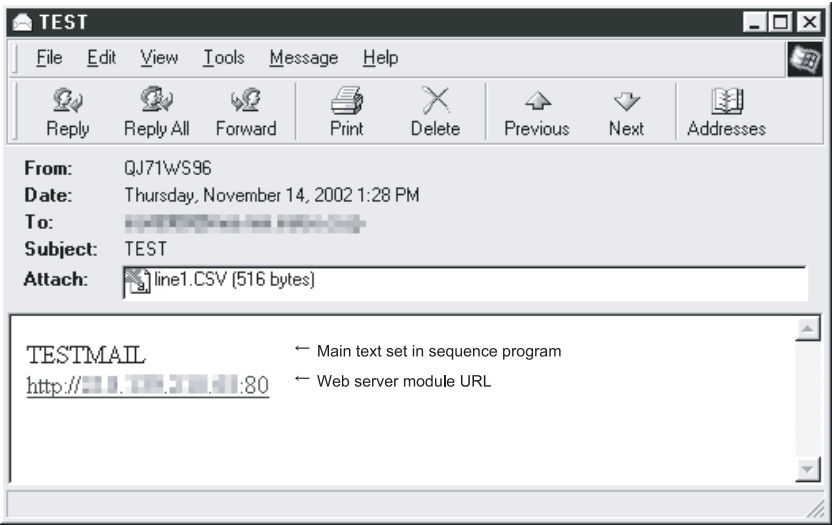 TEST
File Edit View Tools Message Help
Reply Reply All Forward Print Delete Previous Next Addresses
From: QJ71WS96
Date: Thursday, November 14, 2002 1:28 PM
To:
Subject: TEST
Attach: line1.CSV (516 bytes)
TESTMAIL ← Main text set in sequence program
http:// :80 ← Web server module URL